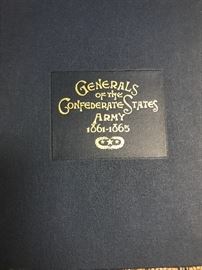 GENERALS
OF THE
CONFEDERATE STATES
ARMY
1861-1865